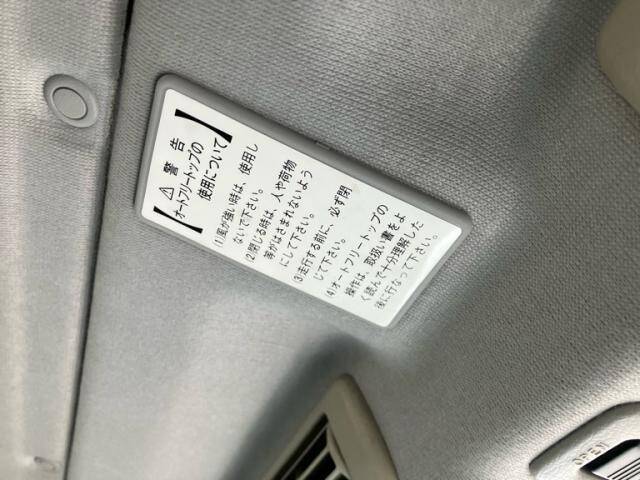 ⚠ 警告
【オートフリートップの
使用について】
(1)風が強い時は、使用し
ないで下さい。
(2)閉じる時は、人や荷物
等がはさまれないよう
にして下さい。
(3)走行する前に、必ず閉
じて下さい。
(4)オートフリートップの
操作は、取扱い書をよ
く読んで十分理解した
後に行なって下さい。
OPEN